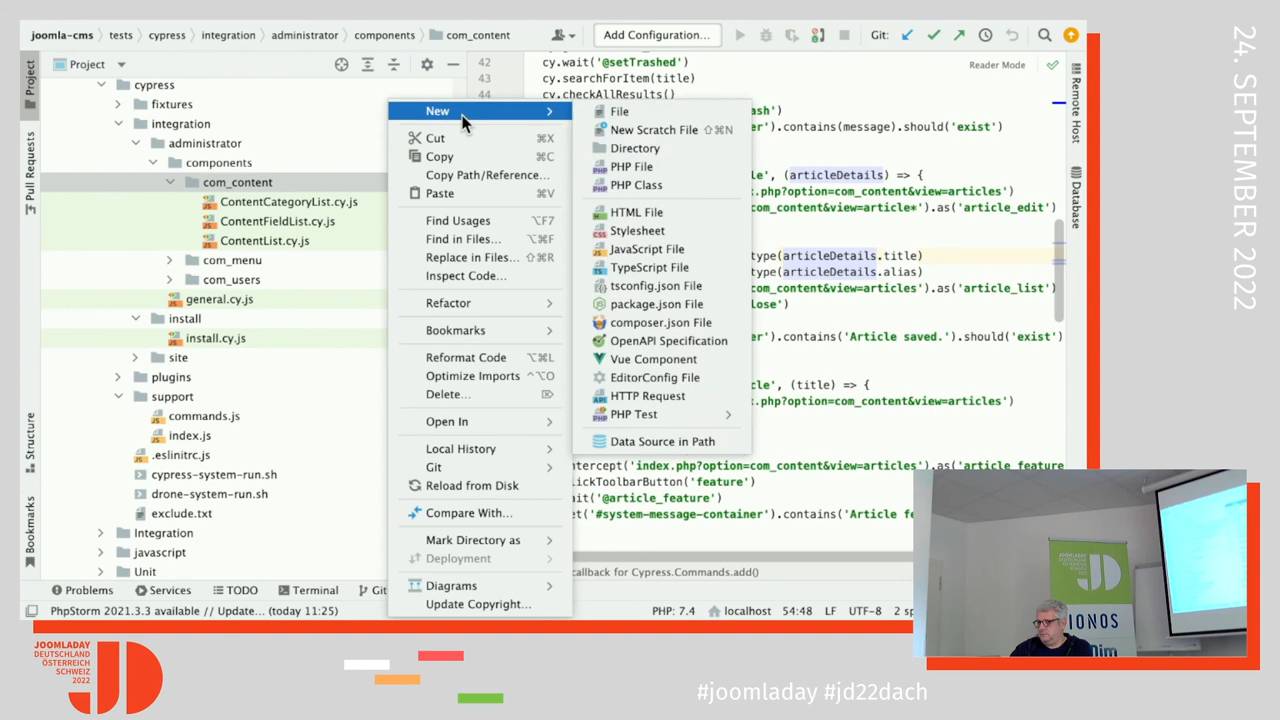 joomla-cms tests cypress integration administrator components com_content
Add Configuration...
Git:
Project
Reader Mode
Project
Pull Requests
Structure
Bookmarks
Remote Host
Database
cypress
fixtures
integration
administrator
components
com_content
ContentCategoryList.cy.js
ContentFieldList.cy.js
ContentList.cy.js
com_menu
com_users
general.cy.js
install
install.cy.js
site
plugins
support
commands.js
index.js
.eslintrc.js
cypress-system-run.sh
drone-system-run.sh
exclude.txt
Integration
javascript
Unit
New
Cut ⌘X
Copy ⌘C
Copy Path/Reference...
Paste ⌘V
Find Usages ⌥F7
Find in Files... ⌥⌘F
Replace in Files... ⇧⌘R
Inspect Code...
Refactor
Bookmarks
Reformat Code ⌥⌘L
Optimize Imports ^⌥O
Delete... ⌦
Open In
Local History
Git
Reload from Disk
Compare With...
Mark Directory as
Deployment
Diagrams
Update Copyright...
File
New Scratch File ⇧⌘N
Directory
PHP File
PHP Class
HTML File
Stylesheet
JavaScript File
TypeScript File
tsconfig.json File
package.json File
composer.json File
OpenAPI Specification
Vue Component
EditorConfig File
HTTP Request
PHP Test
Data Source in Path
42 cy.wait('@setTrashed')
43 cy.searchForItem(title)
44 cy.checkAllResults()
ash')
er').contains(message).should('exist')
cle', (articleDetails) => {
php?option=com_content&view=articles')
com_content&view=article*').as('article_edit')
type(articleDetails.title)
type(articleDetails.alias)
com_content&view=articles').as('article_list')
lose')
er').contains('Article saved.').should('exist')
cle', (title) => {
php?option=com_content&view=articles')
ntercept('index.php?option=com_content&view=articles').as('article_feature
lickToolbarButton('feature')
ait('@article_feature')
et('#system-message-container').contains('Article fe
callback for Cypress.Commands.add()
Problems Services TODO Terminal Git
PhpStorm 2021.3.3 available // Update... (today 11:25)
PHP: 7.4 localhost 54:48 LF UTF-8 2 sp
24. SEPTEMBER 2022
JD
IONOS
JOOMLADAY
DEUTSCHLAND
ÖSTERREICH
SCHWEIZ
2022
JD
#joomladay #jd22dach